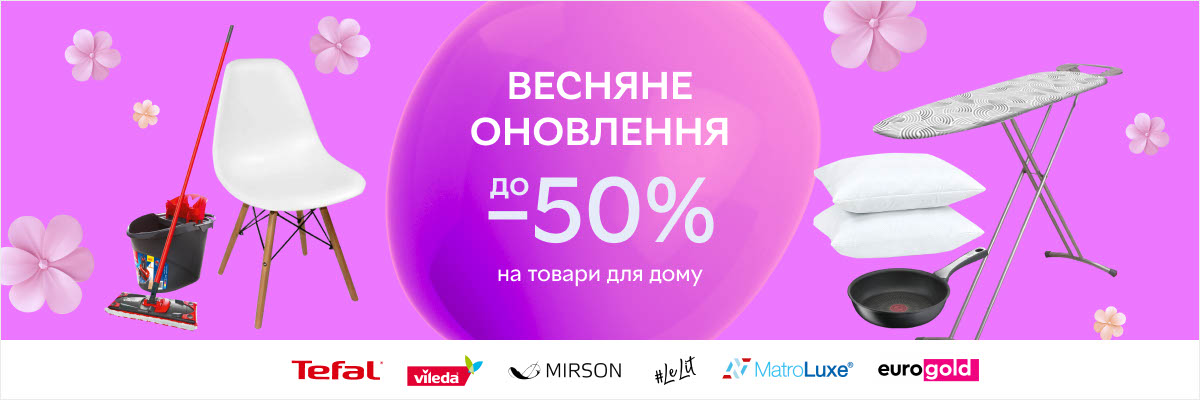 ВЕСНЯНЕ
ОНОВЛЕННЯ
ДО
–50%
на товари для дому
Tefal vileda MIRSON #LeLit MatroLuxe® eurogold